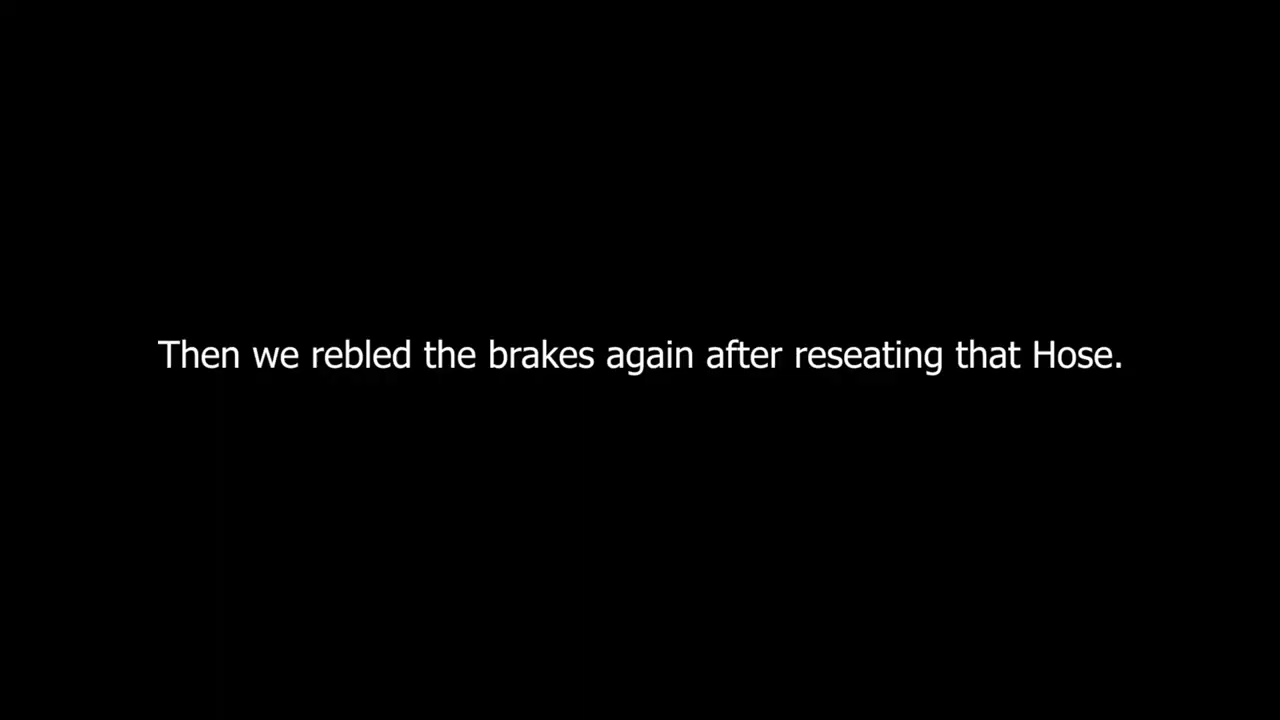 Then we rebled the brakes again after reseating that Hose.